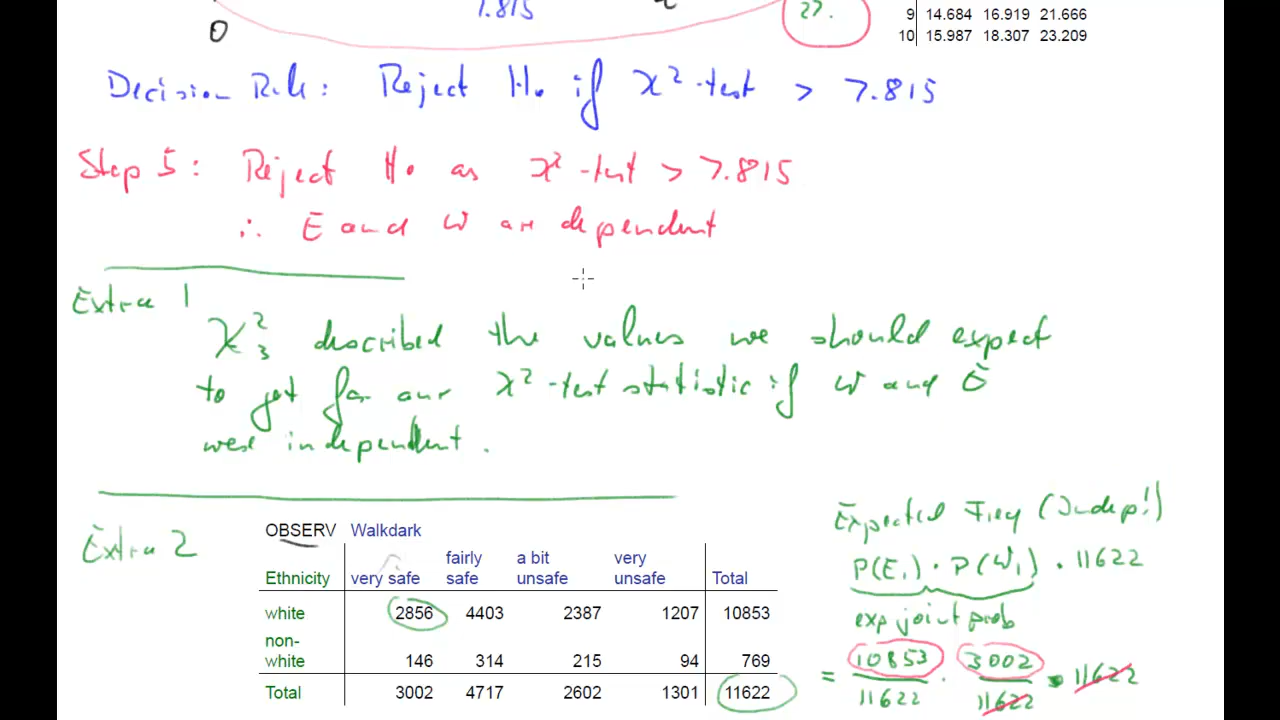 0 7.815 27.
9 14.684 16.919 21.666
10 15.987 18.307 23.209
Decision Rule: Reject H₀ if χ²-test > 7.815
Step 5: Reject H₀ as χ²-test > 7.815
∴ E and W are dependent
Extra 1
χ²₃ described the values we should expect
to get for our χ²-test statistic if W and E
were independent.
Extra 2
OBSERV Walkdark
Ethnicity very safe fairly safe a bit unsafe very unsafe Total
white 2856 4403 2387 1207 10853
non-white 146 314 215 94 769
Total 3002 4717 2602 1301 11622
Expected Freq (Indep!)
P(E₁) · P(W₁) · 11622
exp joint prob
= 10853/11622 · 3002/11622 · 11622